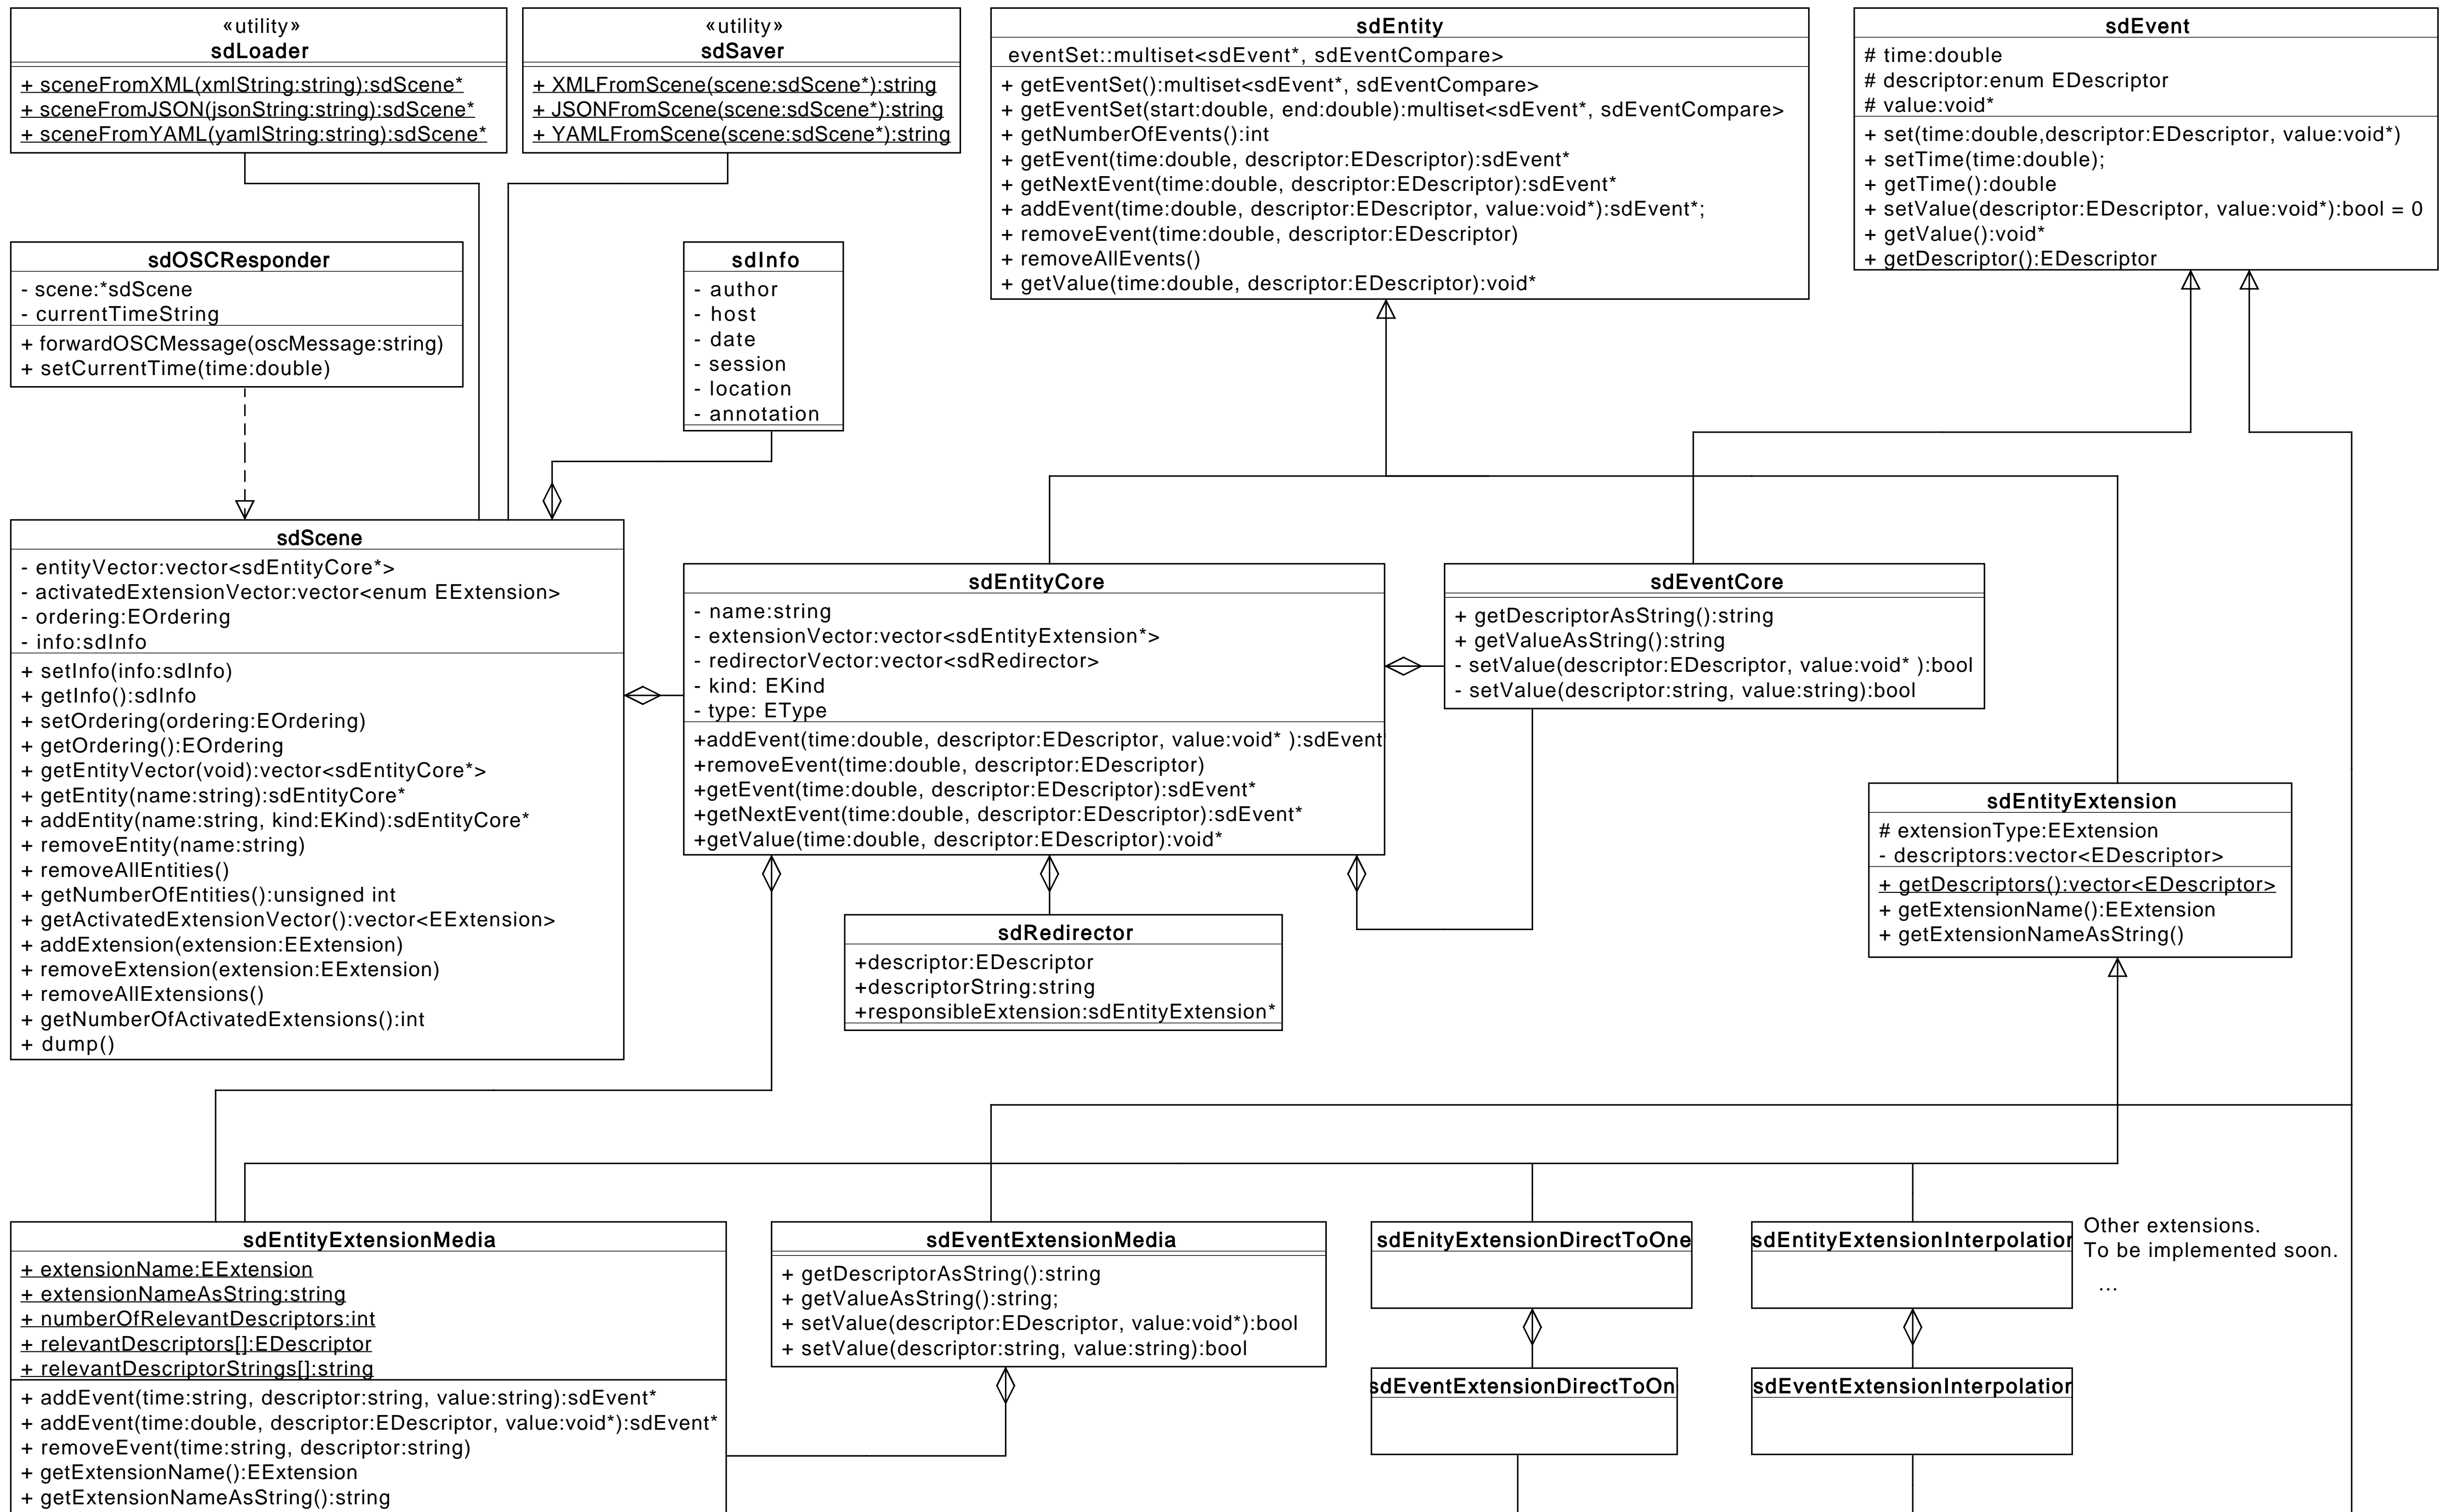 «utility»
sdLoader
+ sceneFromXML(xmlString:string):sdScene*
+ sceneFromJSON(jsonString:string):sdScene*
+ sceneFromYAML(yamlString:string):sdScene*
«utility»
sdSaver
+ XMLFromScene(scene:sdScene*):string
+ JSONFromScene(scene:sdScene*):string
+ YAMLFromScene(scene:sdScene*):string
sdEntity
eventSet::multiset<sdEvent*, sdEventCompare>
+ getEventSet():multiset<sdEvent*, sdEventCompare>
+ getEventSet(start:double, end:double):multiset<sdEvent*, sdEventCompare>
+ getNumberOfEvents():int
+ getEvent(time:double, descriptor:EDescriptor):sdEvent*
+ getNextEvent(time:double, descriptor:EDescriptor):sdEvent*
+ addEvent(time:double, descriptor:EDescriptor, value:void*):sdEvent*;
+ removeEvent(time:double, descriptor:EDescriptor)
+ removeAllEvents()
+ getValue(time:double, descriptor:EDescriptor):void*
sdEvent
# time:double
# descriptor:enum EDescriptor
# value:void*
+ set(time:double,descriptor:EDescriptor, value:void*)
+ setTime(time:double);
+ getTime():double
+ setValue(descriptor:EDescriptor, value:void*):bool = 0
+ getValue():void*
+ getDescriptor():EDescriptor
sdOSCResponder
- scene:*sdScene
- currentTimeString
+ forwardOSCMessage(oscMessage:string)
+ setCurrentTime(time:double)
sdInfo
- author
- host
- date
- session
- location
- annotation
sdScene
- entityVector:vector<sdEntityCore*>
- activatedExtensionVector:vector<enum EExtension>
- ordering:EOrdering
- info:sdInfo
+ setInfo(info:sdInfo)
+ getInfo():sdInfo
+ setOrdering(ordering:EOrdering)
+ getOrdering():EOrdering
+ getEntityVector(void):vector<sdEntityCore*>
+ getEntity(name:string):sdEntityCore*
+ addEntity(name:string, kind:EKind):sdEntityCore*
+ removeEntity(name:string)
+ removeAllEntities()
+ getNumberOfEntities():unsigned int
+ getActivatedExtensionVector():vector<EExtension>
+ addExtension(extension:EExtension)
+ removeExtension(extension:EExtension)
+ removeAllExtensions()
+ getNumberOfActivatedExtensions():int
+ dump()
sdEntityCore
- name:string
- extensionVector:vector<sdEntityExtension*>
- redirectorVector:vector<sdRedirector>
- kind: EKind
- type: EType
+addEvent(time:double, descriptor:EDescriptor, value:void* ):sdEvent
+removeEvent(time:double, descriptor:EDescriptor)
+getEvent(time:double, descriptor:EDescriptor):sdEvent*
+getNextEvent(time:double, descriptor:EDescriptor):sdEvent*
+getValue(time:double, descriptor:EDescriptor):void*
sdEventCore
+ getDescriptorAsString():string
+ getValueAsString():string
- setValue(descriptor:EDescriptor, value:void* ):bool
- setValue(descriptor:string, value:string):bool
sdEntityExtension
# extensionType:EExtension
- descriptors:vector<EDescriptor>
+ getDescriptors():vector<EDescriptor>
+ getExtensionName():EExtension
+ getExtensionNameAsString()
sdRedirector
+descriptor:EDescriptor
+descriptorString:string
+responsibleExtension:sdEntityExtension*
sdEntityExtensionMedia
+ extensionName:EExtension
+ extensionNameAsString:string
+ numberOfRelevantDescriptors:int
+ relevantDescriptors[]:EDescriptor
+ relevantDescriptorStrings[]:string
+ addEvent(time:string, descriptor:string, value:string):sdEvent*
+ addEvent(time:double, descriptor:EDescriptor, value:void*):sdEvent*
+ removeEvent(time:string, descriptor:string)
+ getExtensionName():EExtension
+ getExtensionNameAsString():string
sdEventExtensionMedia
+ getDescriptorAsString():string
+ getValueAsString():string;
+ setValue(descriptor:EDescriptor, value:void*):bool
+ setValue(descriptor:string, value:string):bool
sdEnityExtensionDirectToOne
sdEntityExtensionInterpolation
Other extensions.
To be implemented soon.
...
sdEventExtensionDirectToOn
sdEventExtensionInterpolation